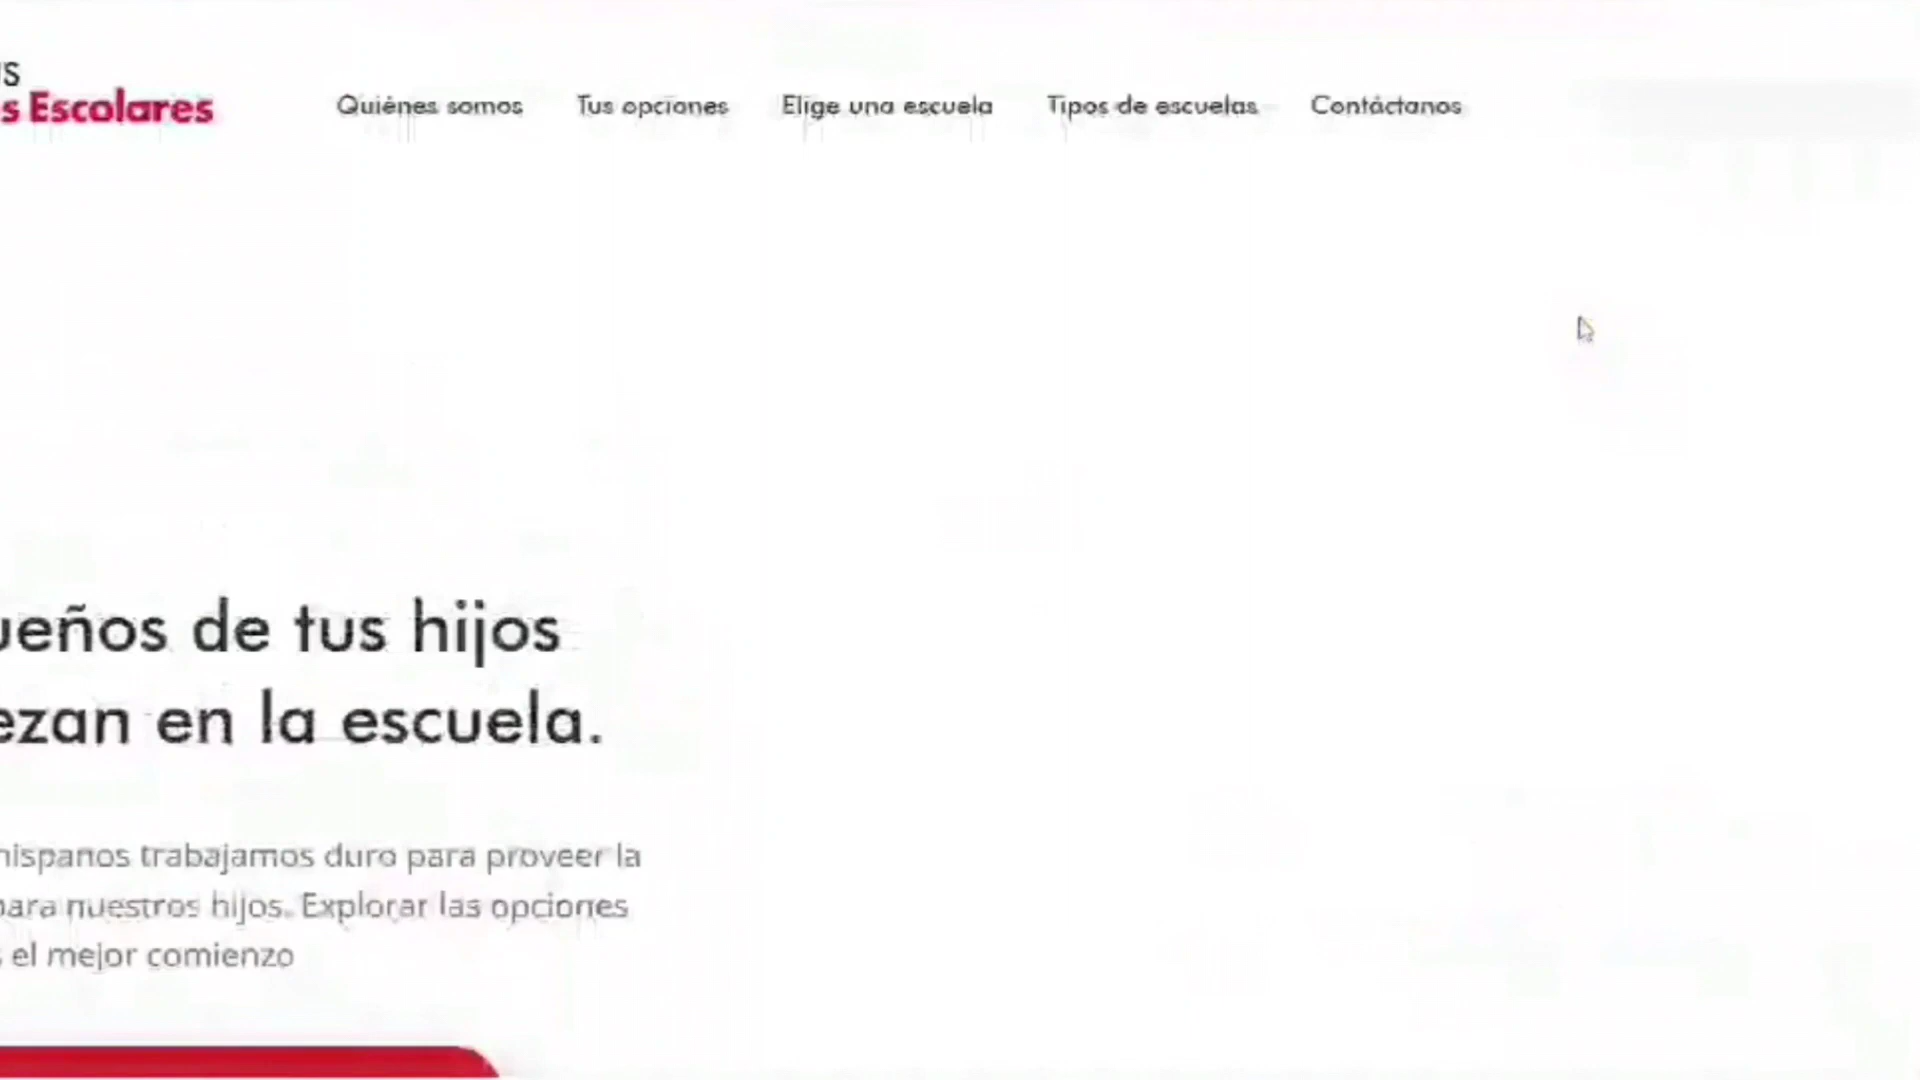 s Escolares
Quiénes somos
Tus opciones
Elige una escuela
Tipos de escuelas
Contáctanos
ueños de tus hijos
ezan en la escuela.
hispanos trabajamos duro para proveer la
para nuestros hijos. Explorar las opciones
s el mejor comienzo